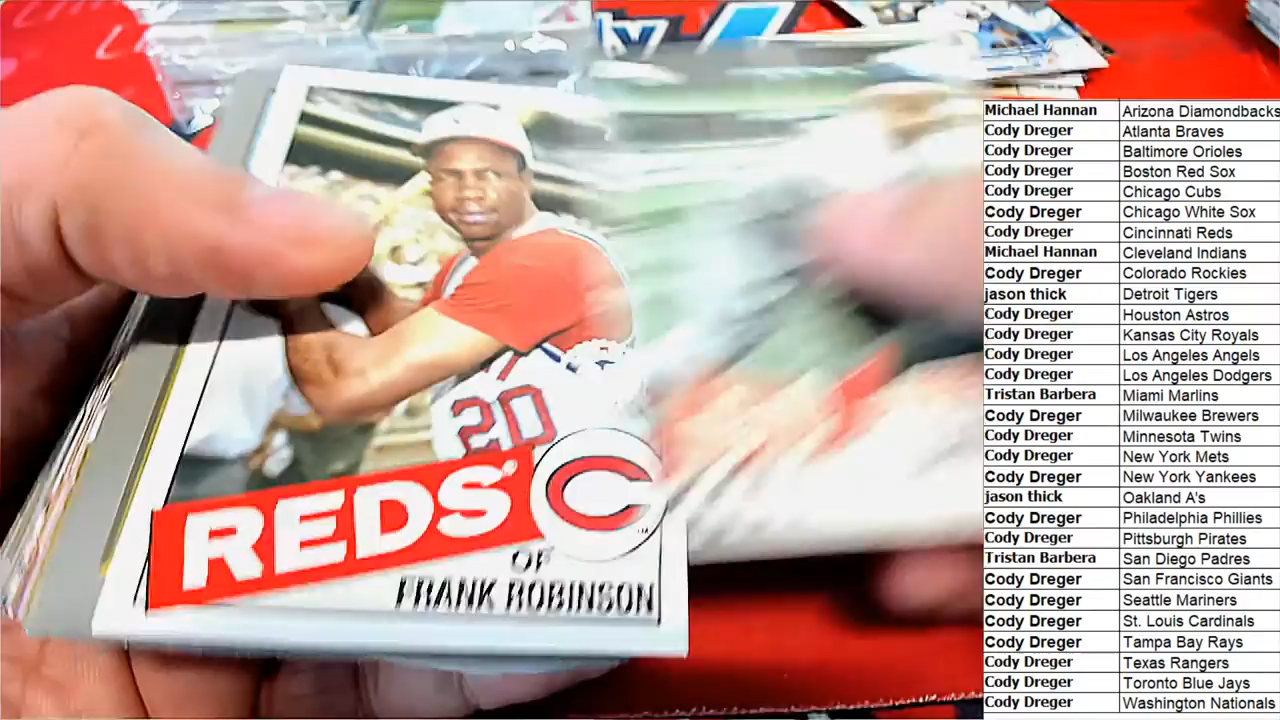 20
REDS
C
OF
FRANK ROBINSON
Michael Hannan Arizona Diamondbacks
Cody Dreger Atlanta Braves
Cody Dreger Baltimore Orioles
Cody Dreger Boston Red Sox
Cody Dreger Chicago Cubs
Cody Dreger Chicago White Sox
Cody Dreger Cincinnati Reds
Michael Hannan Cleveland Indians
Cody Dreger Colorado Rockies
jason thick Detroit Tigers
Cody Dreger Houston Astros
Cody Dreger Kansas City Royals
Cody Dreger Los Angeles Angels
Cody Dreger Los Angeles Dodgers
Tristan Barbera Miami Marlins
Cody Dreger Milwaukee Brewers
Cody Dreger Minnesota Twins
Cody Dreger New York Mets
Cody Dreger New York Yankees
jason thick Oakland A's
Cody Dreger Philadelphia Phillies
Cody Dreger Pittsburgh Pirates
Tristan Barbera San Diego Padres
Cody Dreger San Francisco Giants
Cody Dreger Seattle Mariners
Cody Dreger St. Louis Cardinals
Cody Dreger Tampa Bay Rays
Cody Dreger Texas Rangers
Cody Dreger Toronto Blue Jays
Cody Dreger Washington Nationals